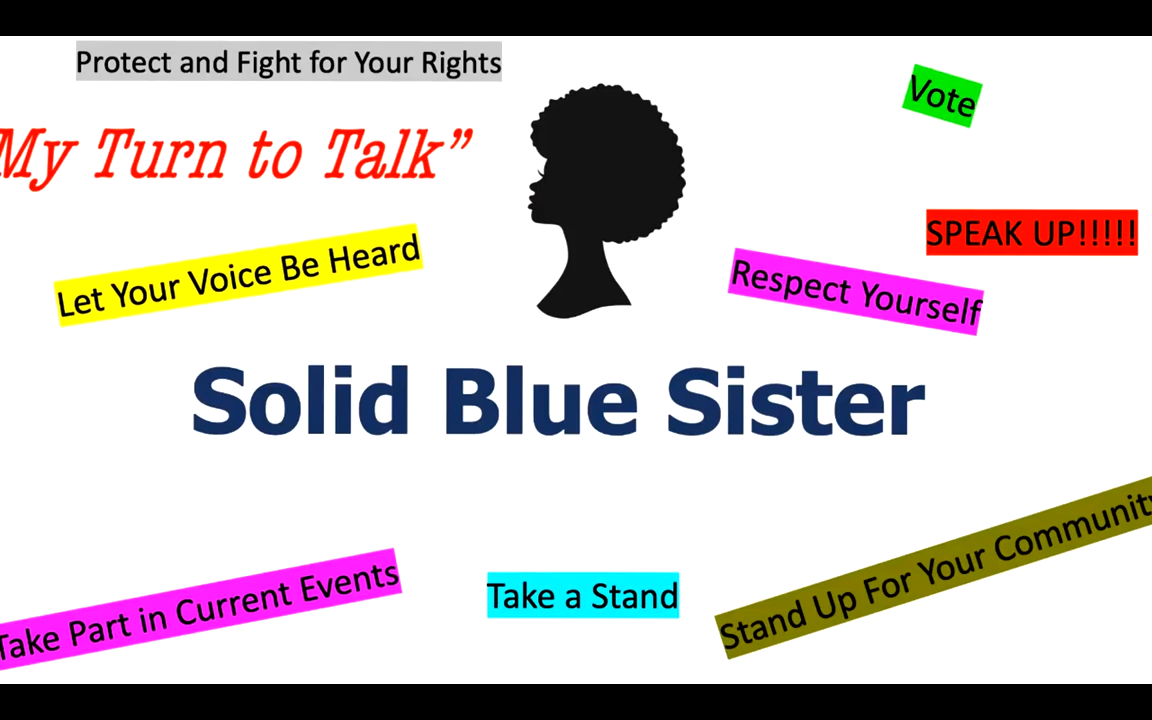 Protect and Fight for Your Rights
Vote
My Turn to Talk”
SPEAK UP!!!!!
Let Your Voice Be Heard
Respect Yourself
Solid Blue Sister
Stand Up For Your Community
Take Part in Current Events
Take a Stand